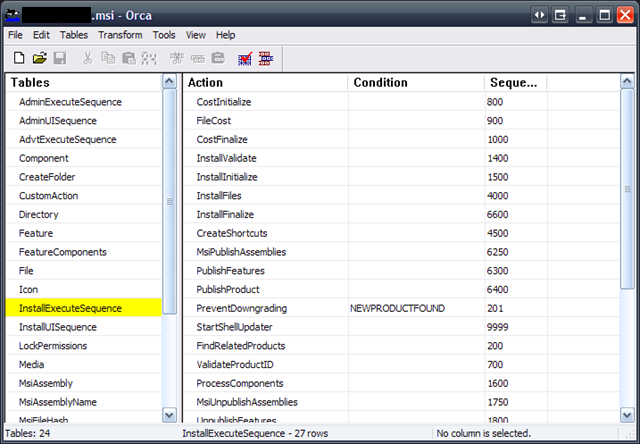 .msi - Orca
File Edit Tables Transform Tools View Help
Tables
AdminExecuteSequence
AdminUISequence
AdvtExecuteSequence
Component
CreateFolder
CustomAction
Directory
Feature
FeatureComponents
File
Icon
InstallExecuteSequence
InstallUISequence
LockPermissions
Media
MsiAssembly
MsiAssemblyName
MsiFileHash
Action Condition Seque...
CostInitialize 800
FileCost 900
CostFinalize 1000
InstallValidate 1400
InstallInitialize 1500
InstallFiles 4000
InstallFinalize 6600
CreateShortcuts 4500
MsiPublishAssemblies 6250
PublishFeatures 6300
PublishProduct 6400
PreventDowngrading NEWPRODUCTFOUND 201
StartShellUpdater 9999
FindRelatedProducts 200
ValidateProductID 700
ProcessComponents 1600
MsiUnpublishAssemblies 1750
UnpublishFeatures 1800
Tables: 24 InstallExecuteSequence - 27 rows No column is selected.